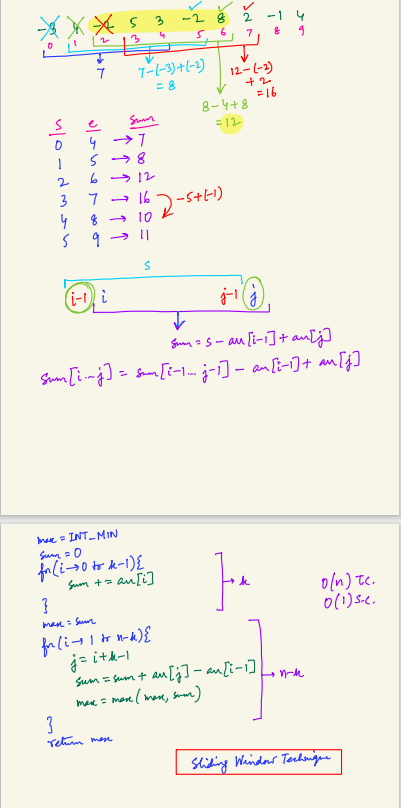 -3 4 -2 5 3 4 -2 8 2 -1 4
0 1 2 3 4 5 6 7 8 9
7
7-(-3)+(-2)
= 8
12-(-2)
+ 2
= 16
8-4+8
= 12
s e sum
0 4 → 7
1 5 → 8
2 6 → 12
3 7 → 16
-5+(-1)
4 8 → 10
5 9 → 11
s
i-1 i j-1 j
sum = s - arr[i-1] + arr[j]
sum[i...j] = sum[i-1... j-1] - arr[i-1] + arr[j]
max = INT_MIN
sum = 0
for(i→0 to k-1){
sum += arr[i]
}
→ k
O(n) T.C.
O(1) S.C.
max = sum
for(i→ 1 to n-k){
j = i+k-1
sum = sum + arr[j] - arr[i-1]
→ n-k
max = max(max, sum)
}
return max
Sliding Window Technique